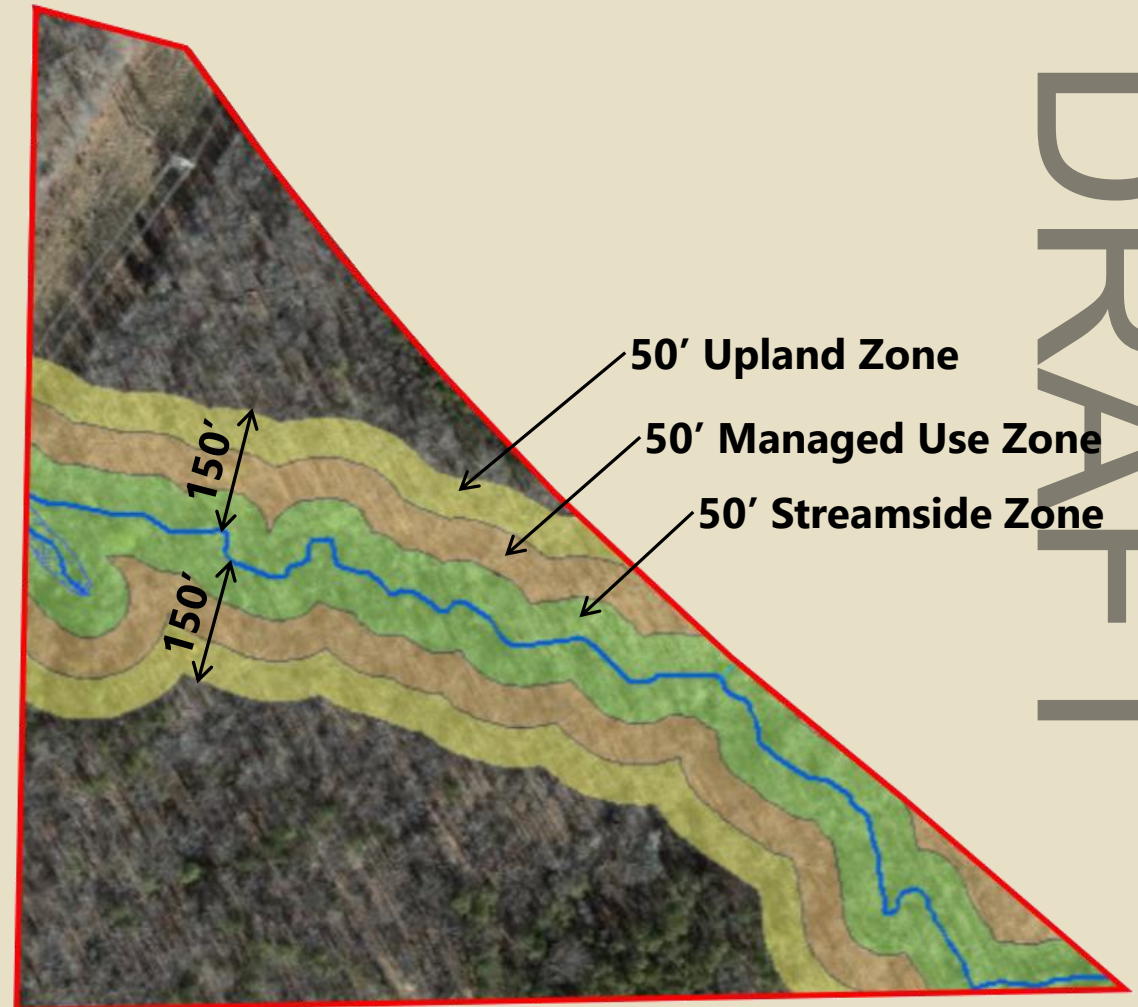 50’ Upland Zone
50’ Managed Use Zone
50’ Streamside Zone
150’
150’
DRAFT